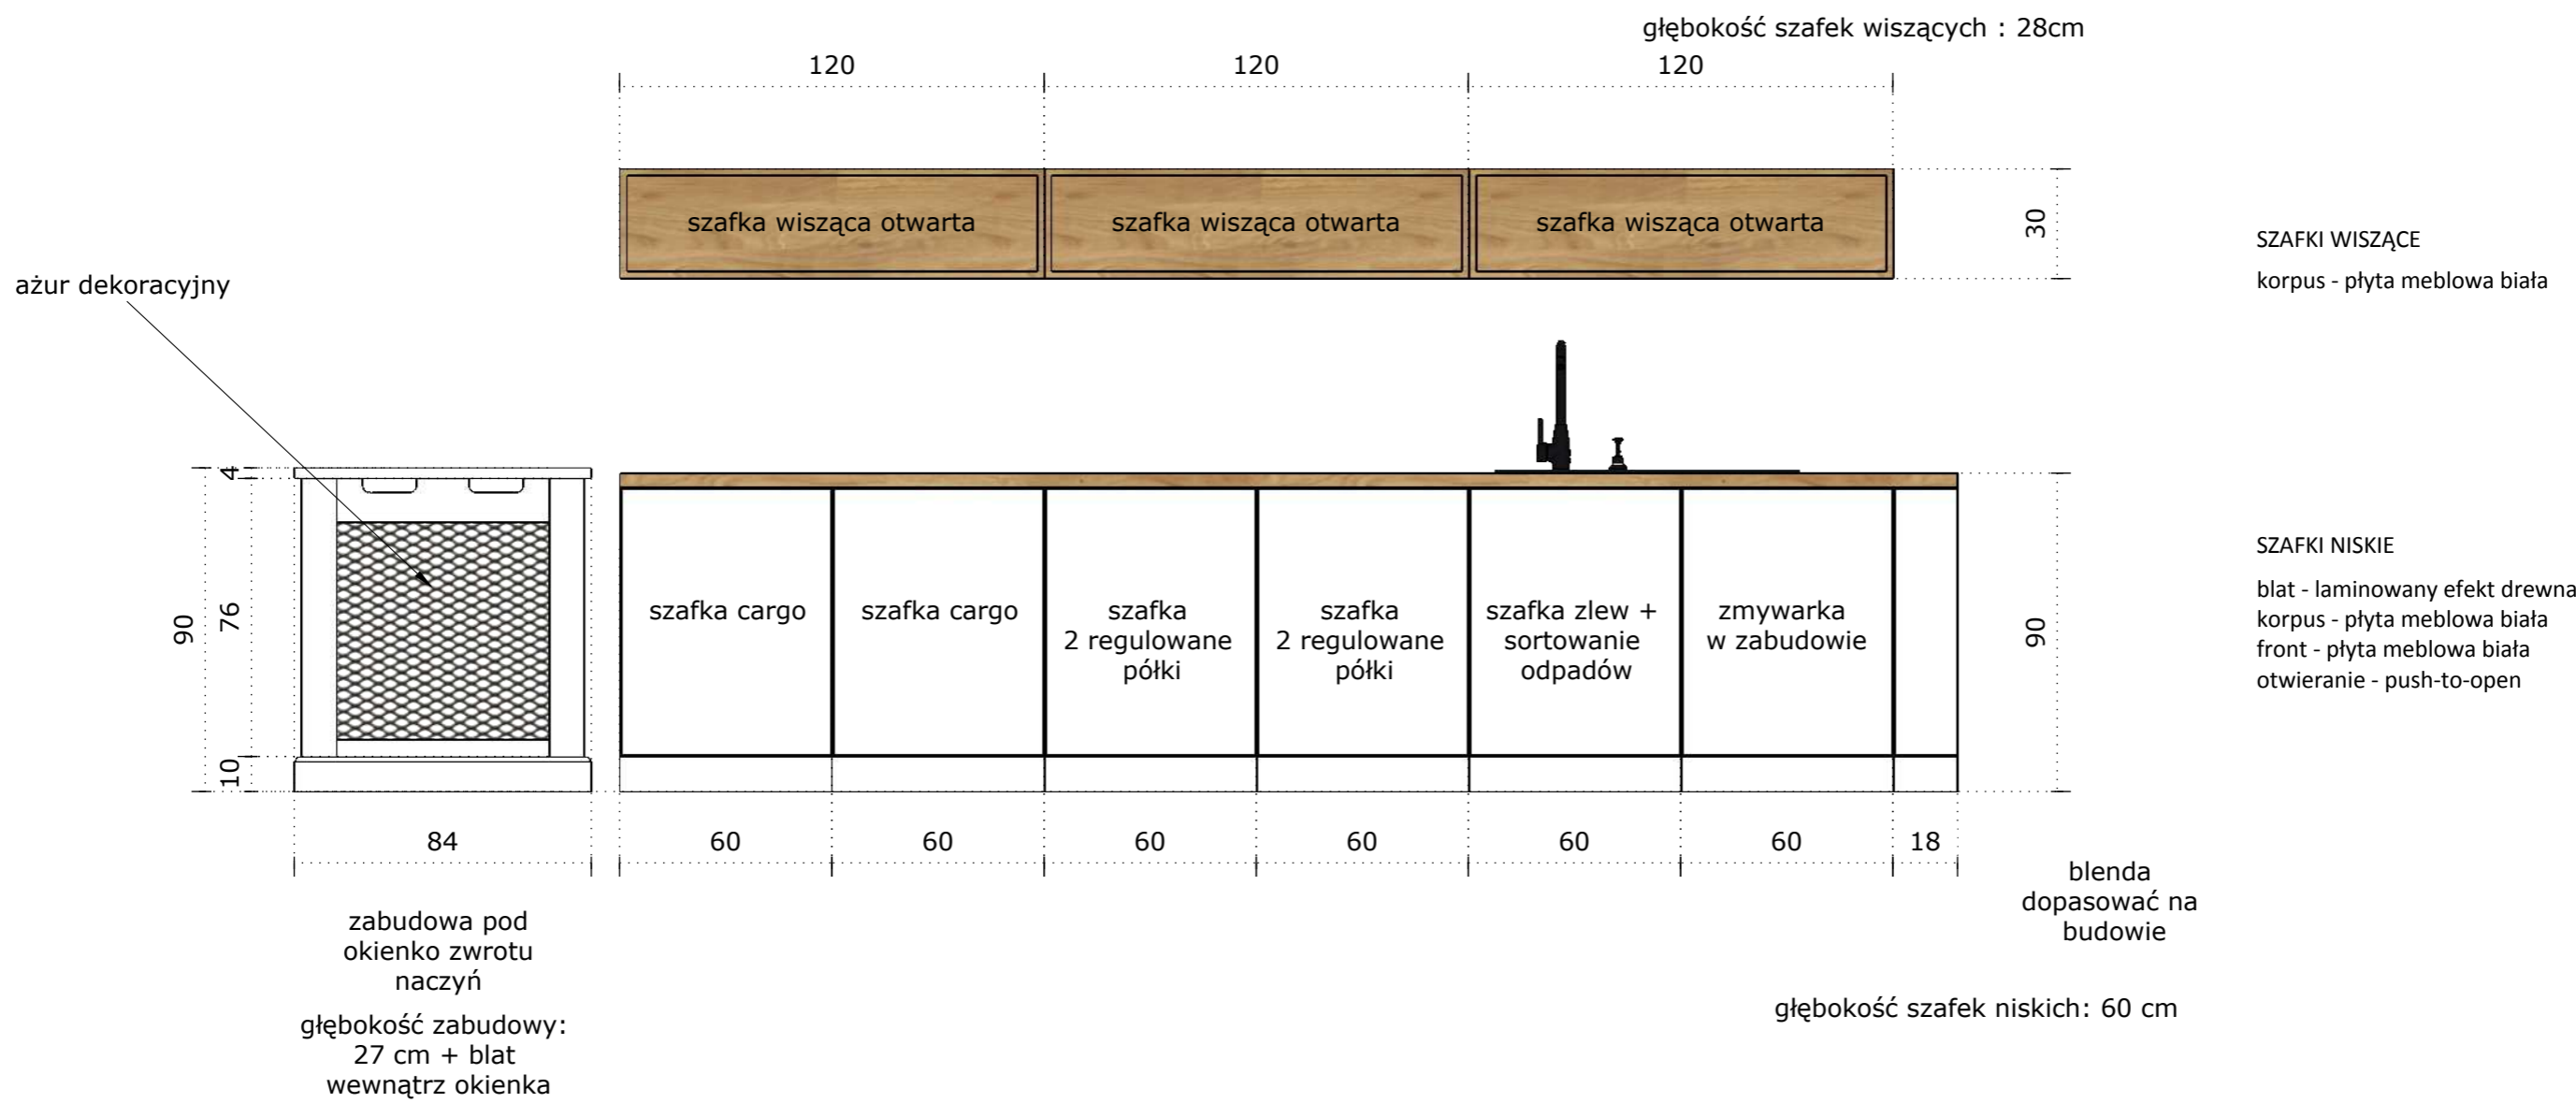 głębokość szafek wiszących : 28cm
120
120
120
szafka wisząca otwarta
szafka wisząca otwarta
szafka wisząca otwarta
30
SZAFKI WISZĄCE
korpus - płyta meblowa biała
ażur dekoracyjny
90
4
76
10
szafka cargo
szafka cargo
szafka
2 regulowane
półki
szafka
2 regulowane
półki
szafka zlew +
sortowanie
odpadów
zmywarka
w zabudowie
90
SZAFKI NISKIE
blat - laminowany efekt drewna
korpus - płyta meblowa biała
front - płyta meblowa biała
otwieranie - push-to-open
84
60
60
60
60
60
60
18
blenda
dopasować na
budowie
zabudowa pod
okienko zwrotu
naczyń
głębokość zabudowy:
27 cm + blat
wewnątrz okienka
głębokość szafek niskich: 60 cm